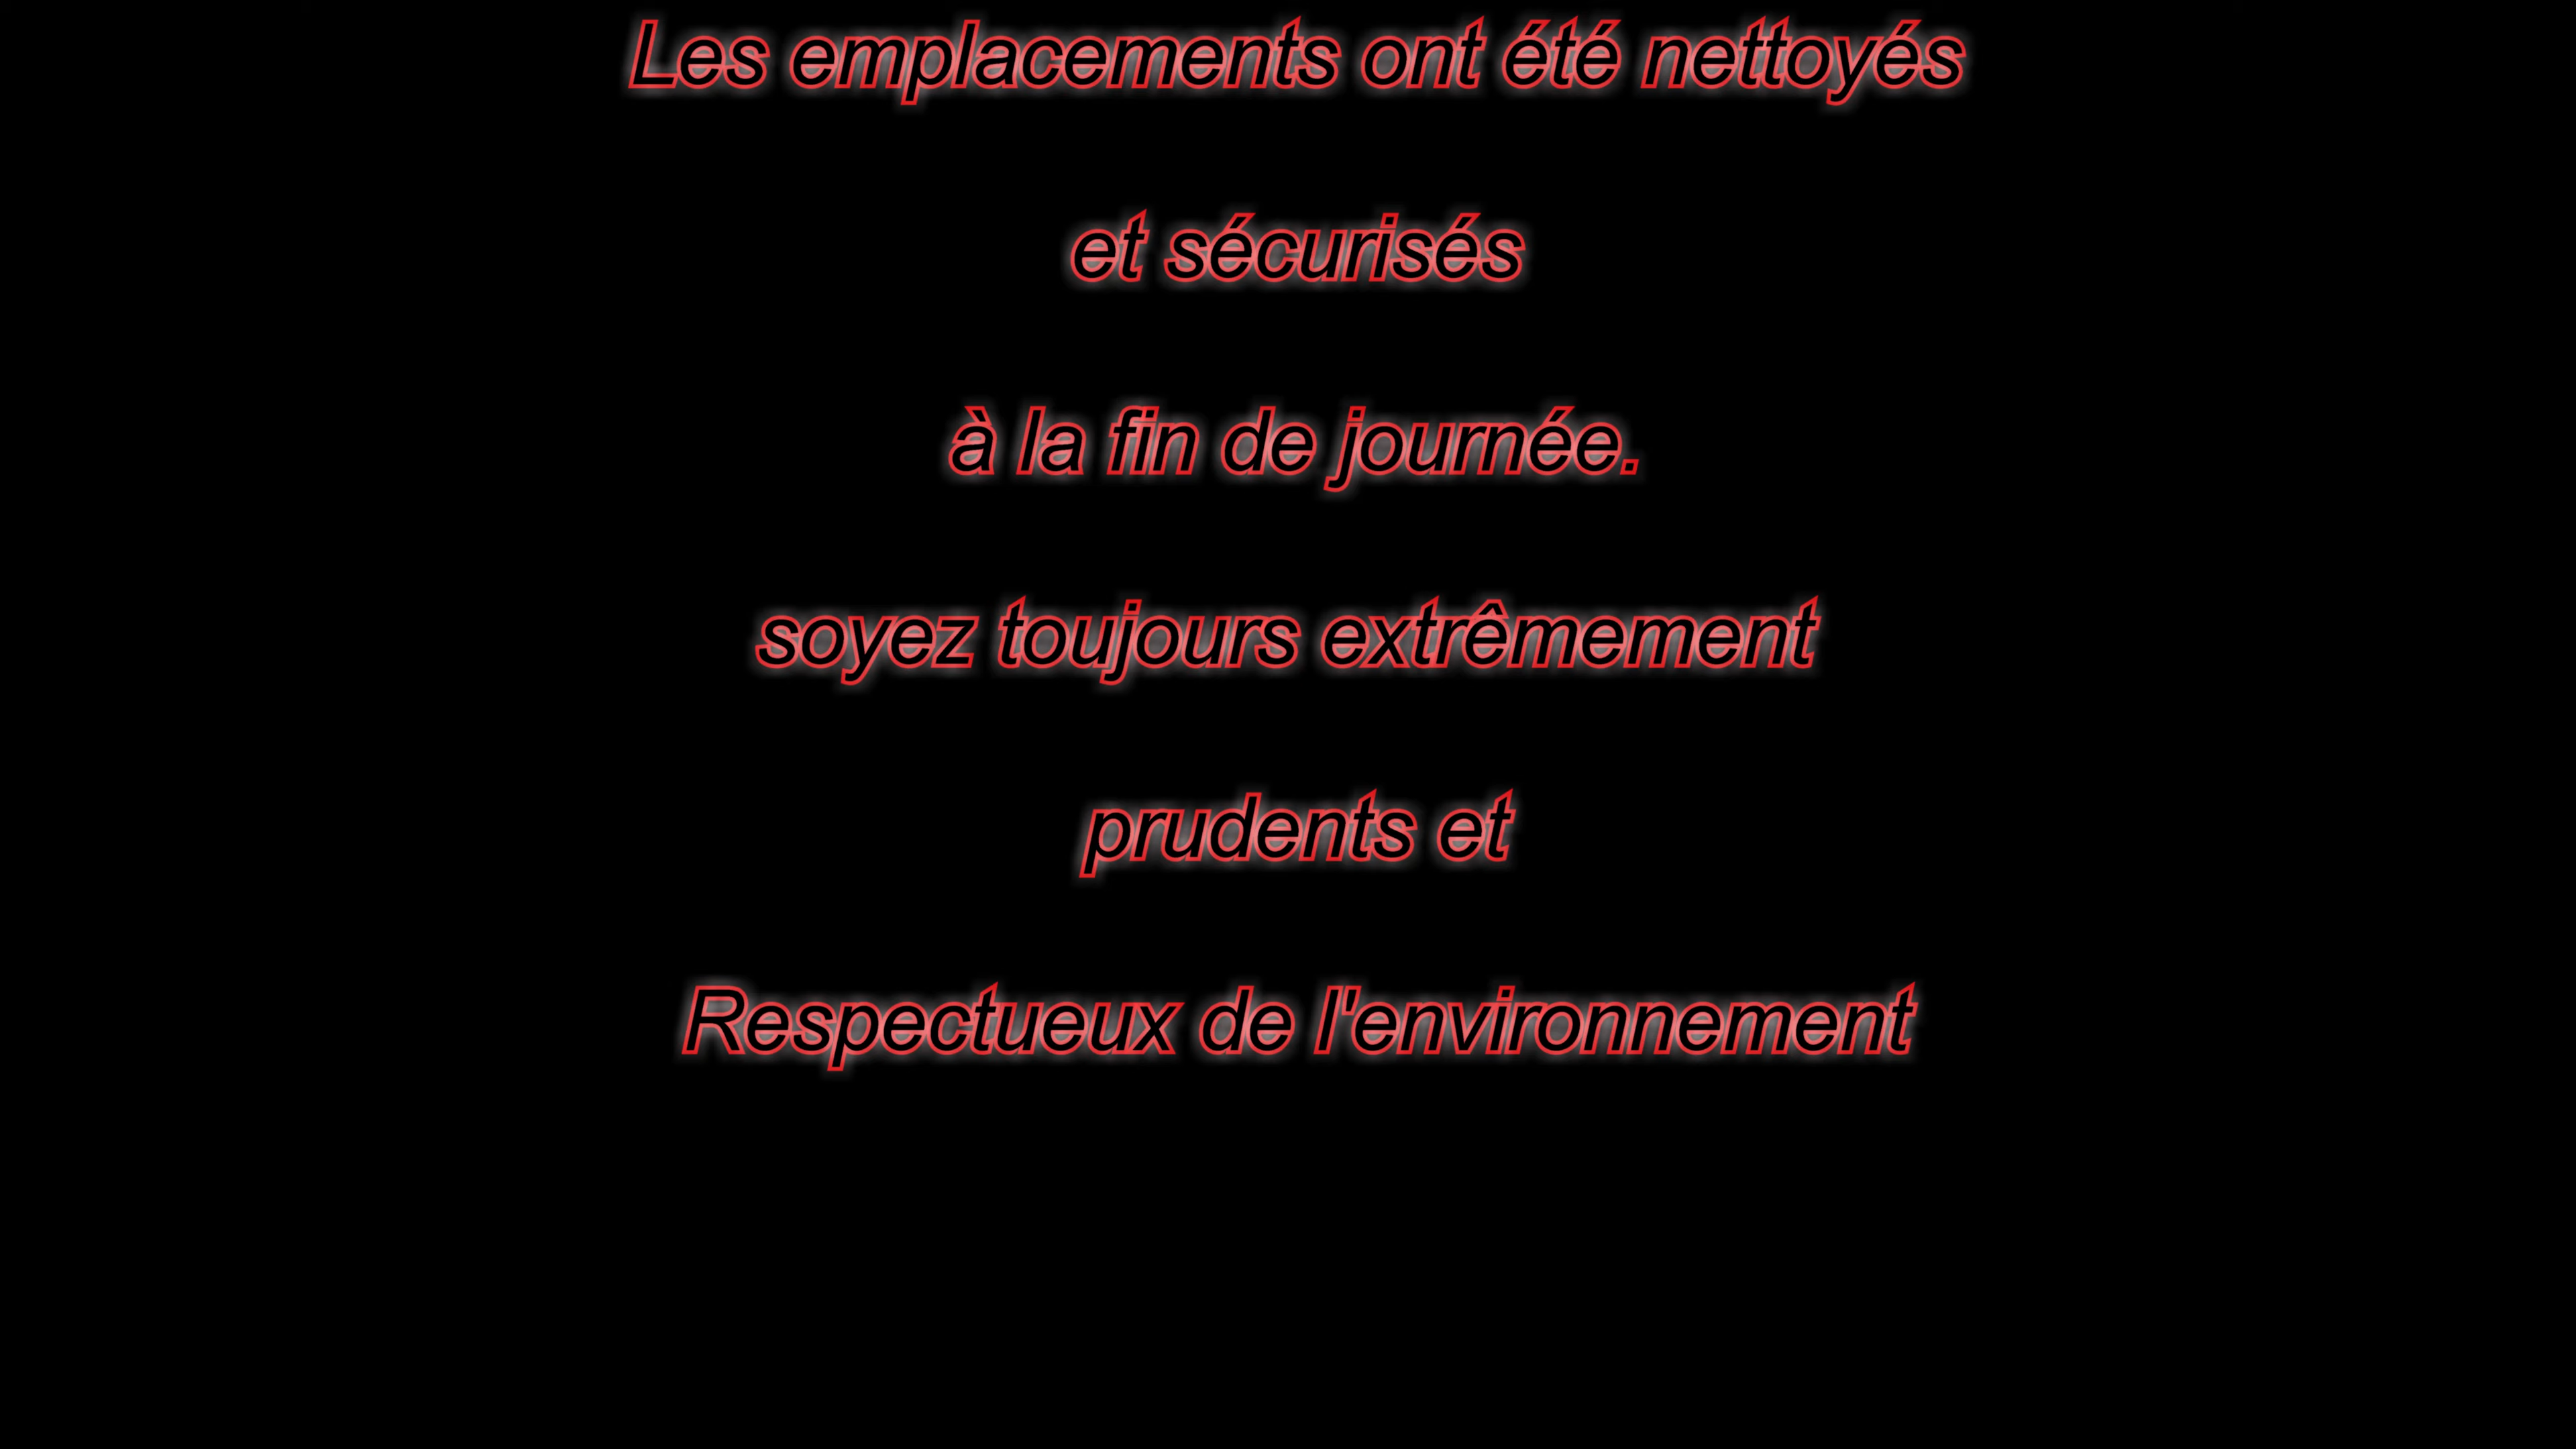 Les emplacements ont été nettoyés
et sécurisés
à la fin de journée.
soyez toujours extrêmement
prudents et
Respectueux de l'environnement